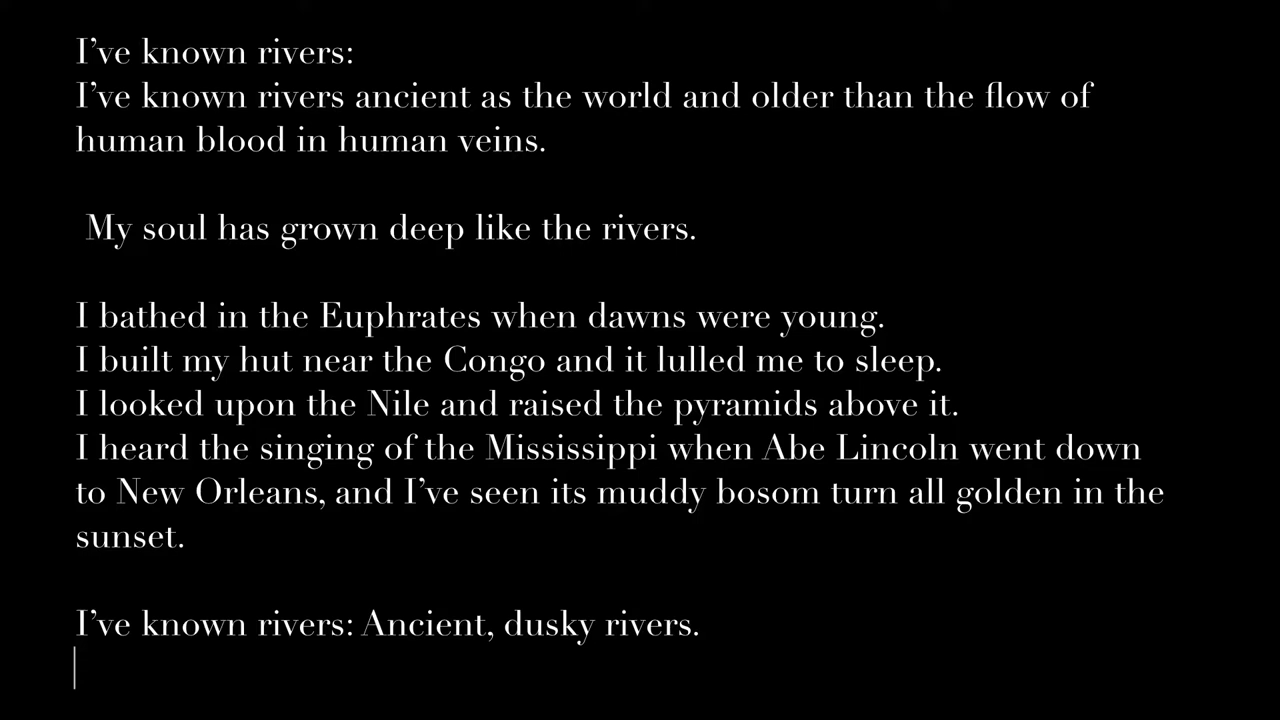 I’ve known rivers:
I’ve known rivers ancient as the world and older than the flow of
human blood in human veins.
My soul has grown deep like the rivers.
I bathed in the Euphrates when dawns were young.
I built my hut near the Congo and it lulled me to sleep.
I looked upon the Nile and raised the pyramids above it.
I heard the singing of the Mississippi when Abe Lincoln went down
to New Orleans, and I’ve seen its muddy bosom turn all golden in the
sunset.
I’ve known rivers: Ancient, dusky rivers.